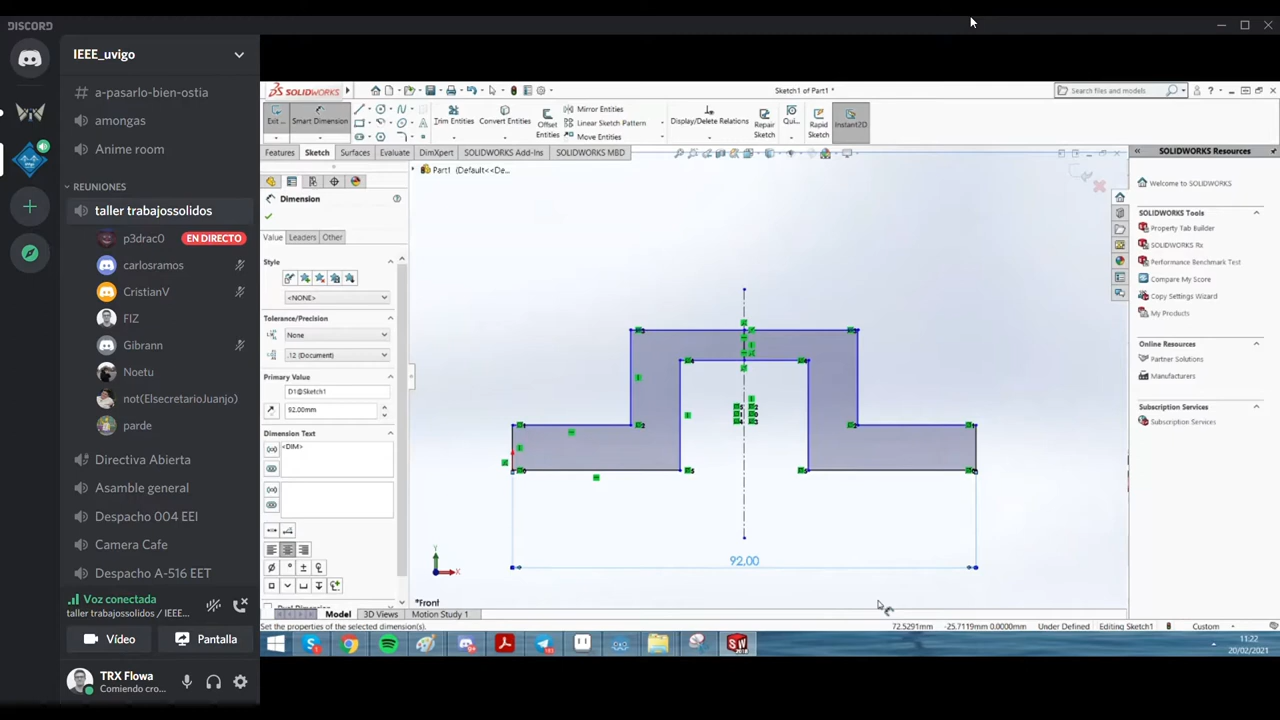 DISCORD
IEEE_uvigo
a-pasarlo-bien-ostia
amongas
Anime room
REUNIONES
taller trabajossolidos
p3drac0 EN DIRECTO
carlosramos
CristianV
FIZ
Gibrann
Noetu
not(ElsecretarioJuanjo)
parde
Directiva Abierta
Asamble general
Despacho 004 EEI
Camera Cafe
Despacho A-516 EET
Voz conectada
taller trabajossolidos / IEEE...
Vídeo
Pantalla
TRX Flowa
Comiendo cro...
SOLIDWORKS
Sketch1 of Part1 *
Search files and models
Exit...
Smart Dimension
Trim Entities
Convert Entities
Offset Entities
Mirror Entities
Linear Sketch Pattern
Move Entities
Display/Delete Relations
Repair Sketch
Qui...
Rapid Sketch
Instant2D
Features
Sketch
Surfaces
Evaluate
DimXpert
SOLIDWORKS Add-Ins
SOLIDWORKS MBD
Part1 (Default<<De...
Dimension
Value
Leaders
Other
Style
<NONE>
Tolerance/Precision
None
.12 (Document)
Primary Value
D1@Sketch1
92.00mm
Dimension Text
<DIM>
Dual Dimension
92,00
*Front
Y
X
Model
3D Views
Motion Study 1
Set the properties of the selected dimension(s).
72.5291mm
-25.7119mm 0.0000mm
Under Defined
Editing Sketch1
Custom
SOLIDWORKS Resources
Welcome to SOLIDWORKS
SOLIDWORKS Tools
Property Tab Builder
SOLIDWORKS Rx
Performance Benchmark Test
Compare My Score
Copy Settings Wizard
My Products
Online Resources
Partner Solutions
Manufacturers
Subscription Services
Subscription Services
11:22
20/02/2021